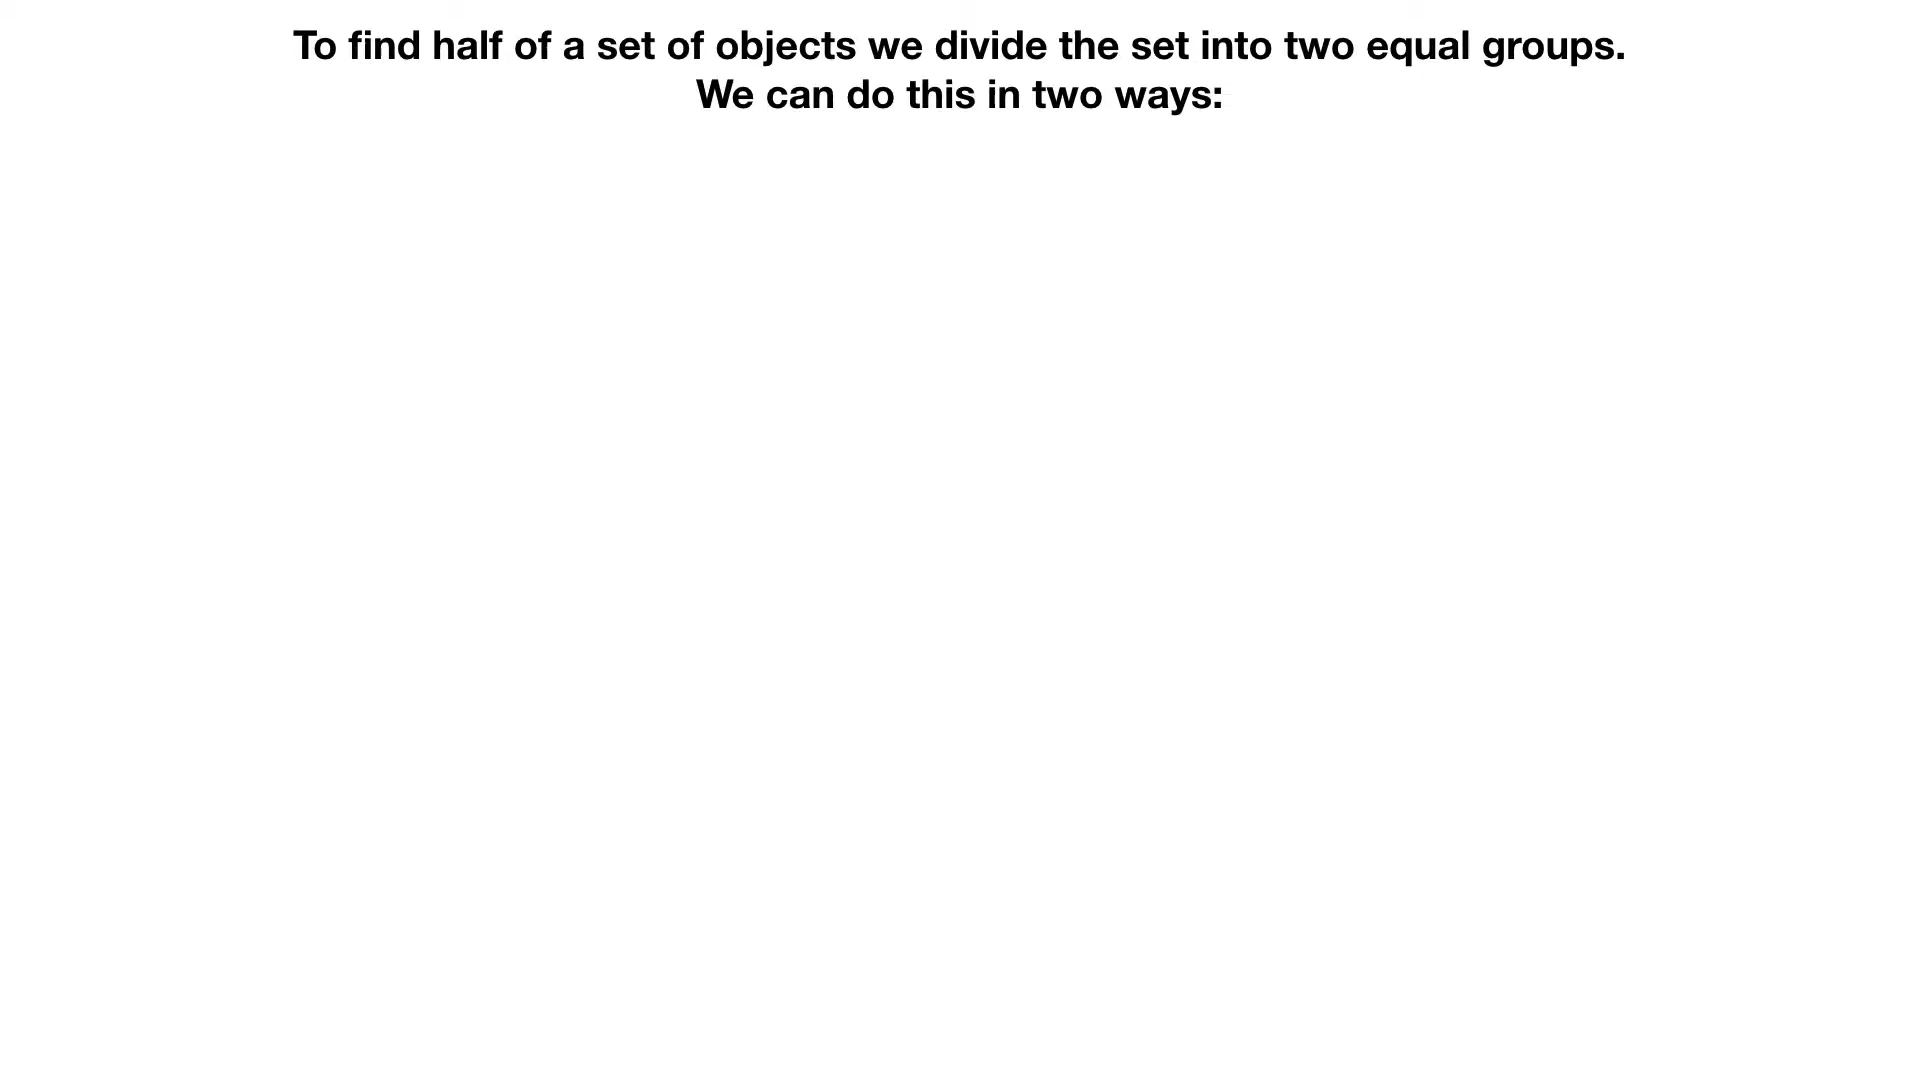 To find half of a set of objects we divide the set into two equal groups.
We can do this in two ways: